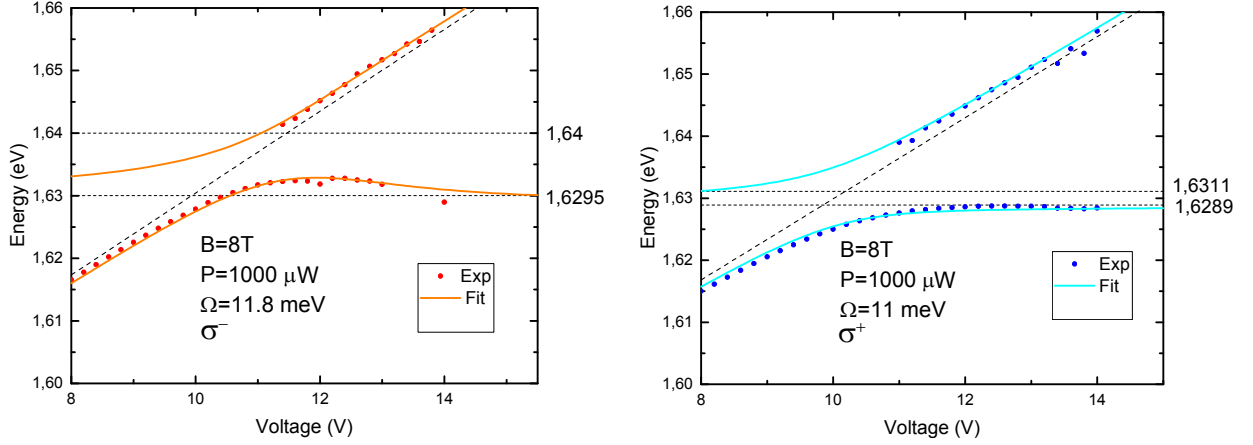 1,66
1,65
1,64
1,63
1,62
1,61
1,60
Energy (eV)
8 10 12 14
Voltage (V)
1,64
1,6295
B=8T
P=1000 μW
Ω=11.8 meV
σ⁻
Exp
Fit
1,66
1,65
1,64
1,63
1,62
1,61
1,60
Energy (eV)
8 10 12 14
Voltage (V)
1,6311
1,6289
B=8T
P=1000 μW
Ω=11 meV
σ⁺
Exp
Fit